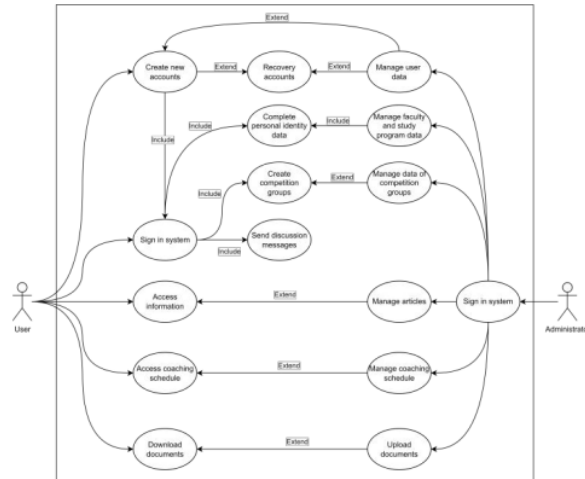 Extend
Create new
accounts
Extend
Recovery
accounts
Extend
Manage user
data
Include
Include
Complete
personal identity
data
Include
Manage faculty
and study
program data
Include
Create
competition
groups
Extend
Manage data of
competition
groups
Sign in system
Include
Send discussion
messages
User
Access
information
Extend
Manage articles
Sign in system
Administrato
Access coaching
schedule
Extend
Manage coaching
schedule
Download
documents
Extend
Upload
documents